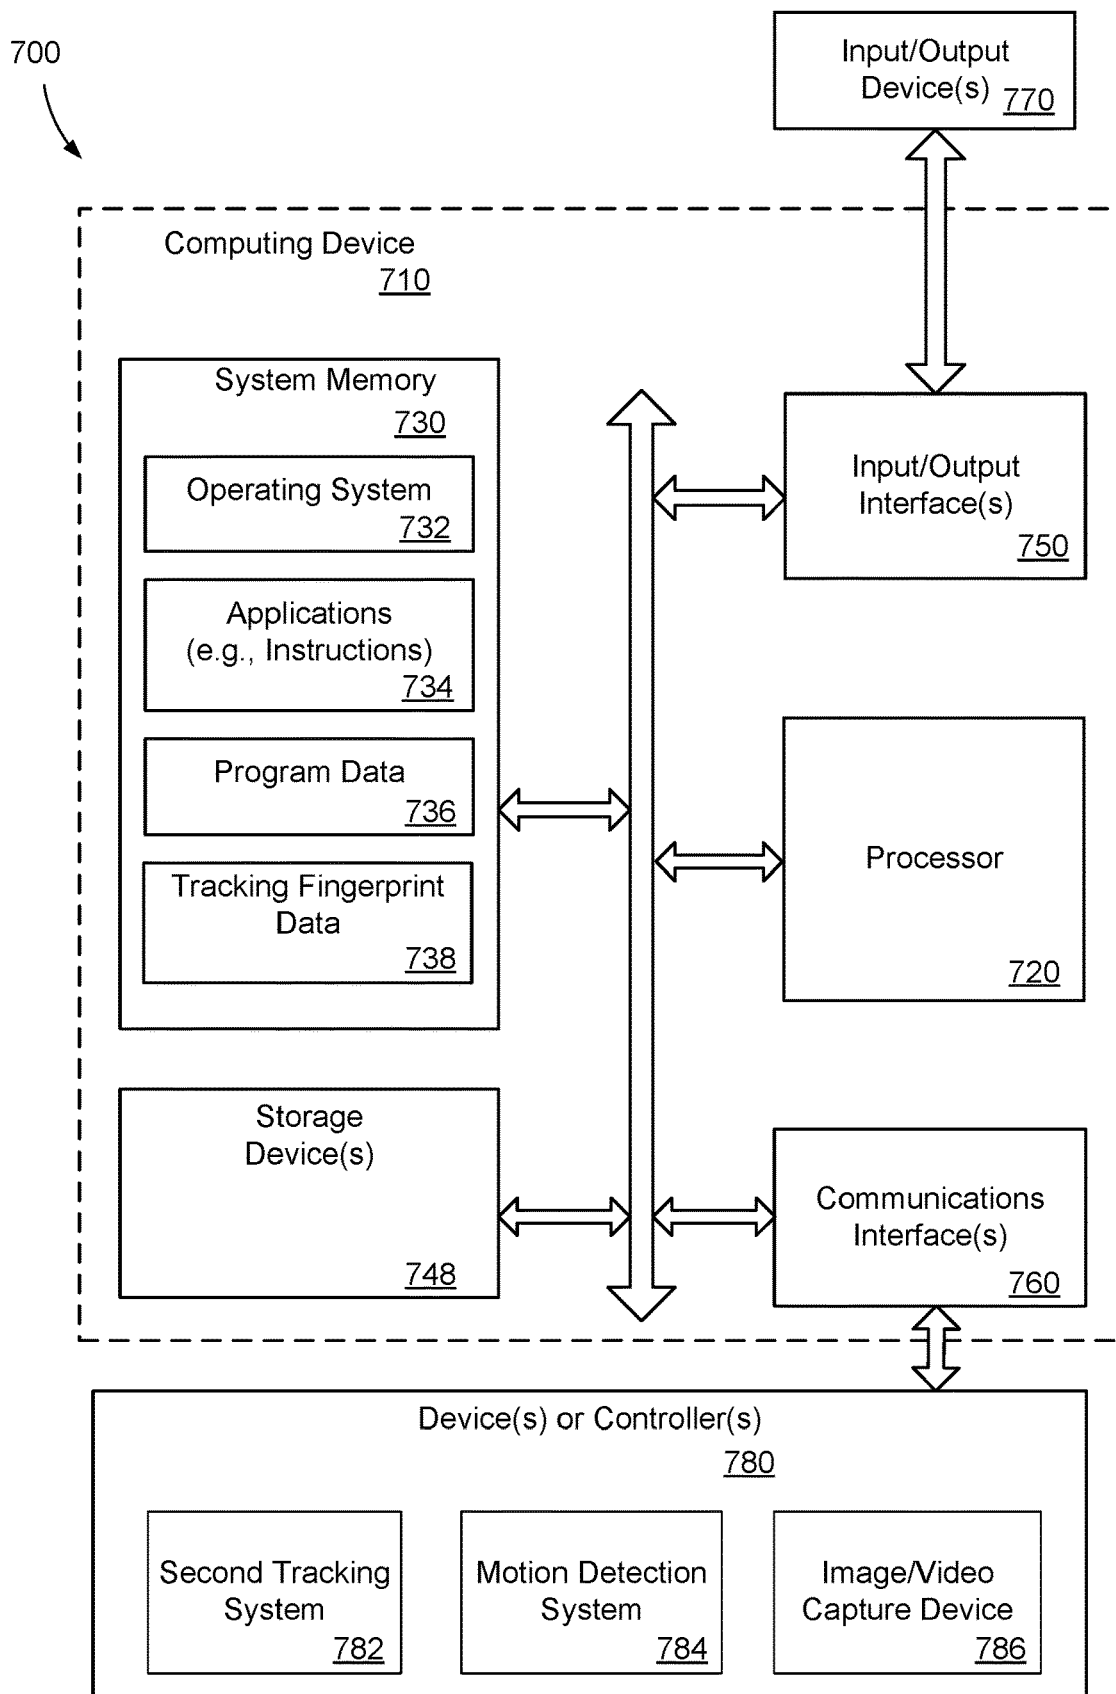 700
Input/Output
Device(s)
770
Computing Device
710
System Memory
730
Operating System
732
Applications
(e.g., Instructions)
734
Program Data
736
Tracking Fingerprint
Data
738
Input/Output
Interface(s)
750
Processor
720
Storage
Device(s)
748
Communications
Interface(s)
760
Device(s) or Controller(s)
780
Second Tracking
System
782
Motion Detection
System
784
Image/Video
Capture Device
786